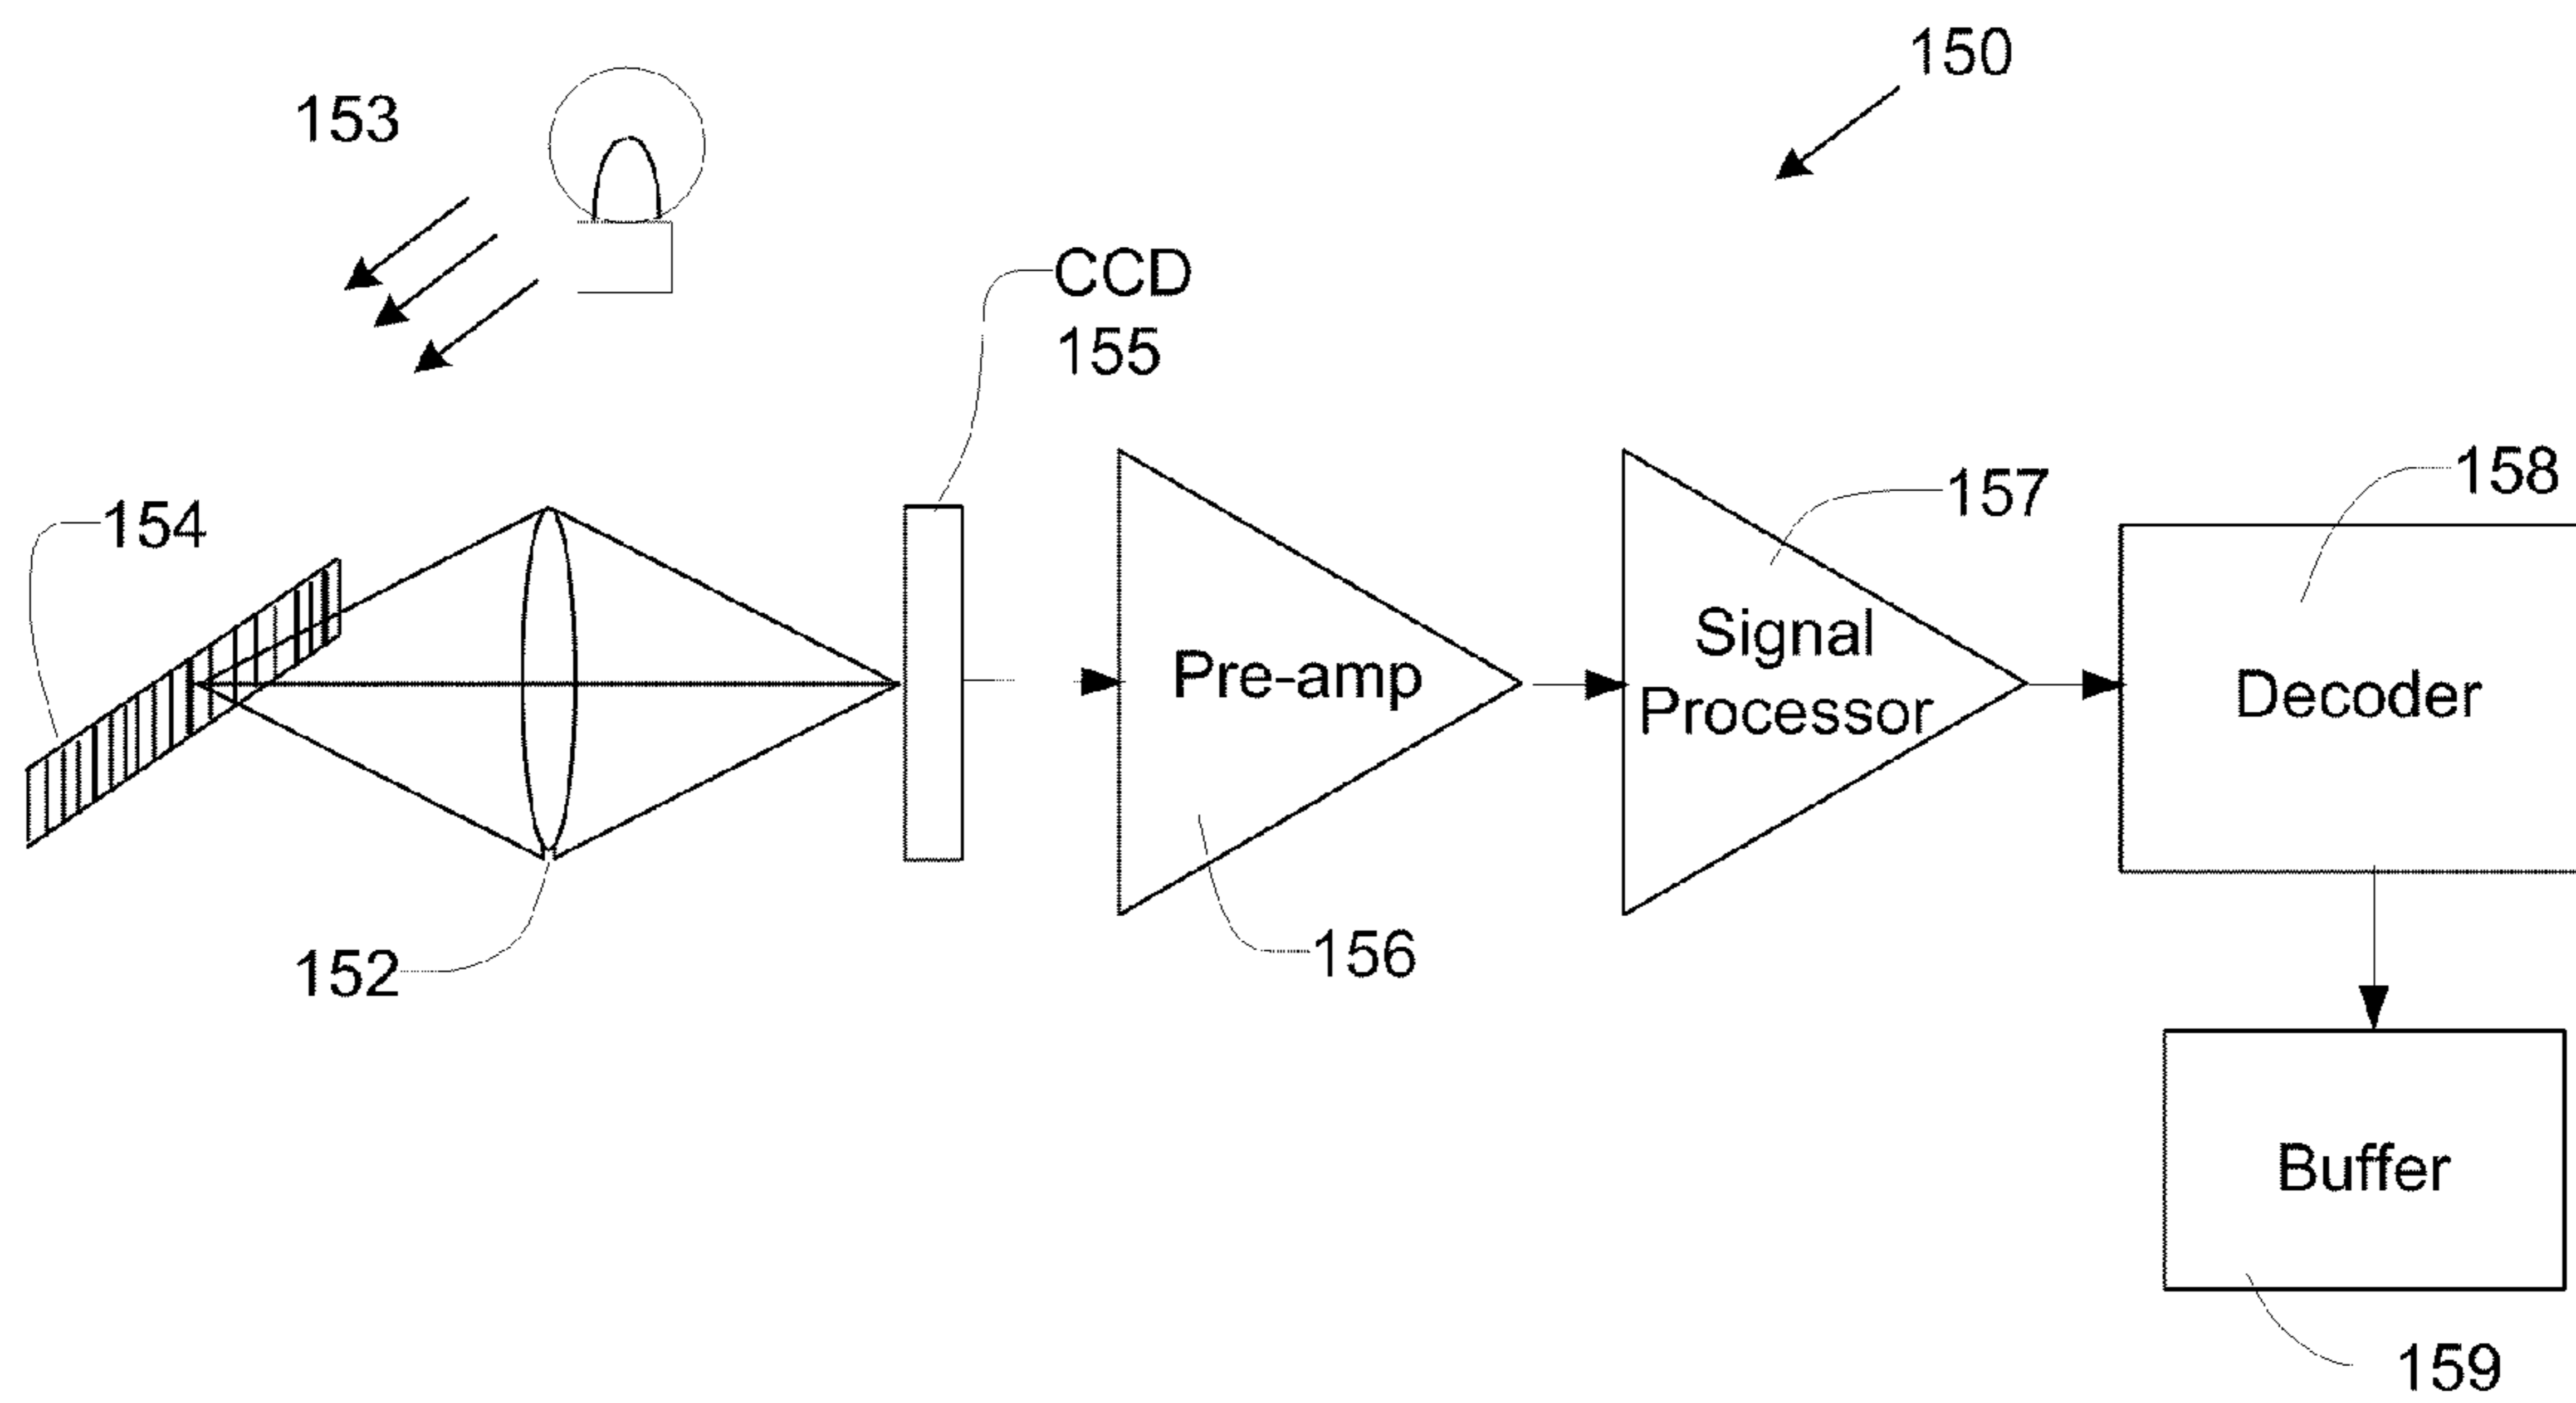 150
153
CCD
155
154
157
158
Signal
Pre-amp
Processor
Decoder
156
152
Buffer
159